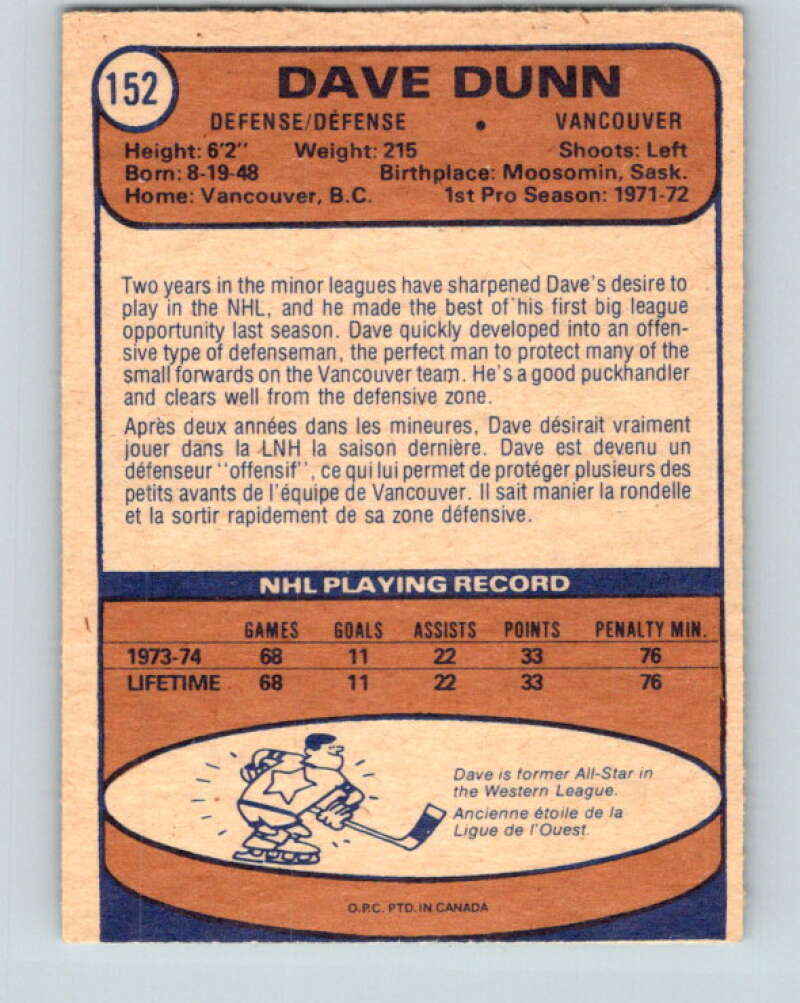 152
DAVE DUNN
DEFENSE/DÉFENSE • VANCOUVER
Height: 6'2'' Weight: 215 Shoots: Left
Born: 8-19-48 Birthplace: Moosomin, Sask.
Home: Vancouver, B.C. 1st Pro Season: 1971-72
Two years in the minor leagues have sharpened Dave's desire to
play in the NHL, and he made the best of his first big league
opportunity last season. Dave quickly developed into an offen-
sive type of defenseman, the perfect man to protect many of the
small forwards on the Vancouver team. He's a good puckhandler
and clears well from the defensive zone.
Après deux années dans les mineures, Dave désirait vraiment
jouer dans la LNH la saison dernière. Dave est devenu un
défenseur ''offensif'', ce qui lui permet de protéger plusieurs des
petits avants de l'équipe de Vancouver. Il sait manier la rondelle
et la sortir rapidement de sa zone défensive.
NHL PLAYING RECORD
GAMES GOALS ASSISTS POINTS PENALTY MIN.
1973-74 68 11 22 33 76
LIFETIME 68 11 22 33 76
Dave is former All-Star in
the Western League.
Ancienne étoile de la
Ligue de l'Ouest.
O.P.C. PTD. IN CANADA